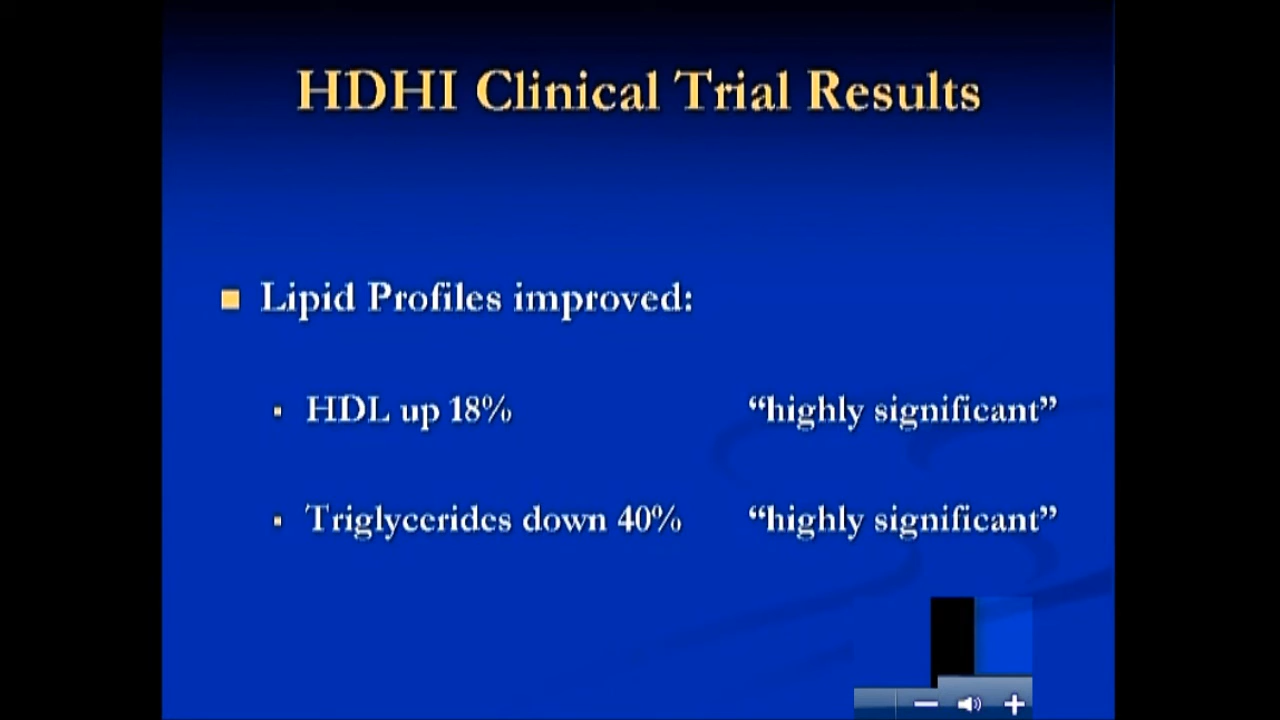 HDHI Clinical Trial Results
Lipid Profiles improved:
HDL up 18% “highly significant”
Triglycerides down 40% “highly significant”